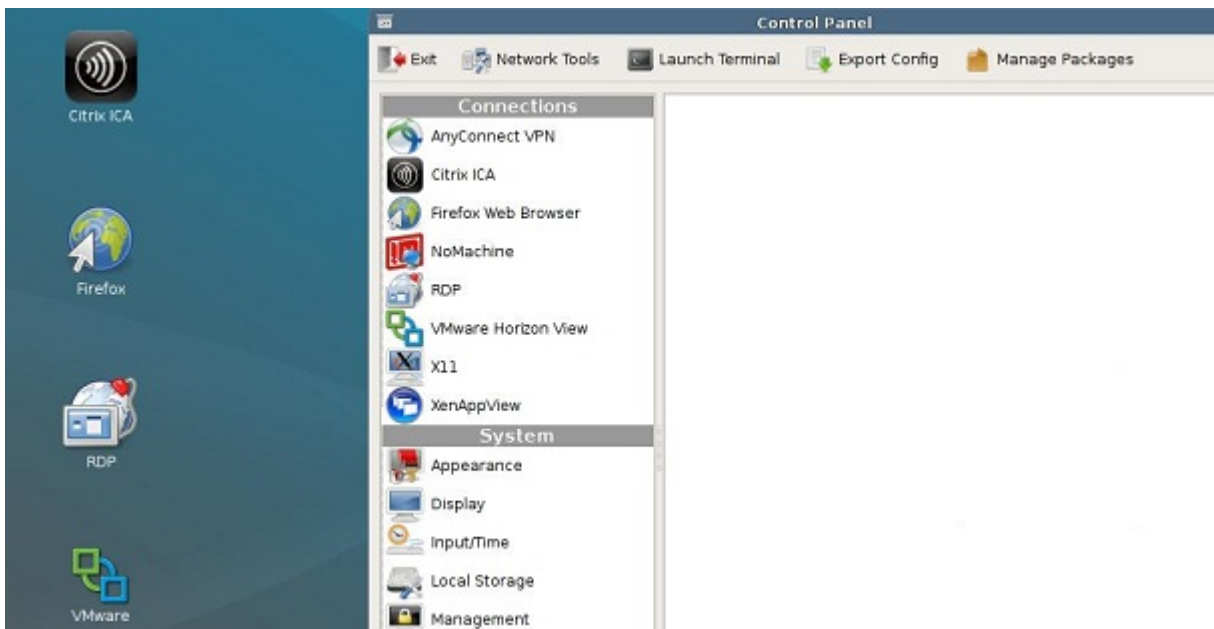 Citrix ICA
Firefox
RDP
VMware
Control Panel
Exit Network Tools Launch Terminal Export Config Manage Packages
Connections
AnyConnect VPN
Citrix ICA
Firefox Web Browser
NoMachine
RDP
VMware Horizon View
X11
XenAppView
System
Appearance
Display
Input/Time
Local Storage
Management